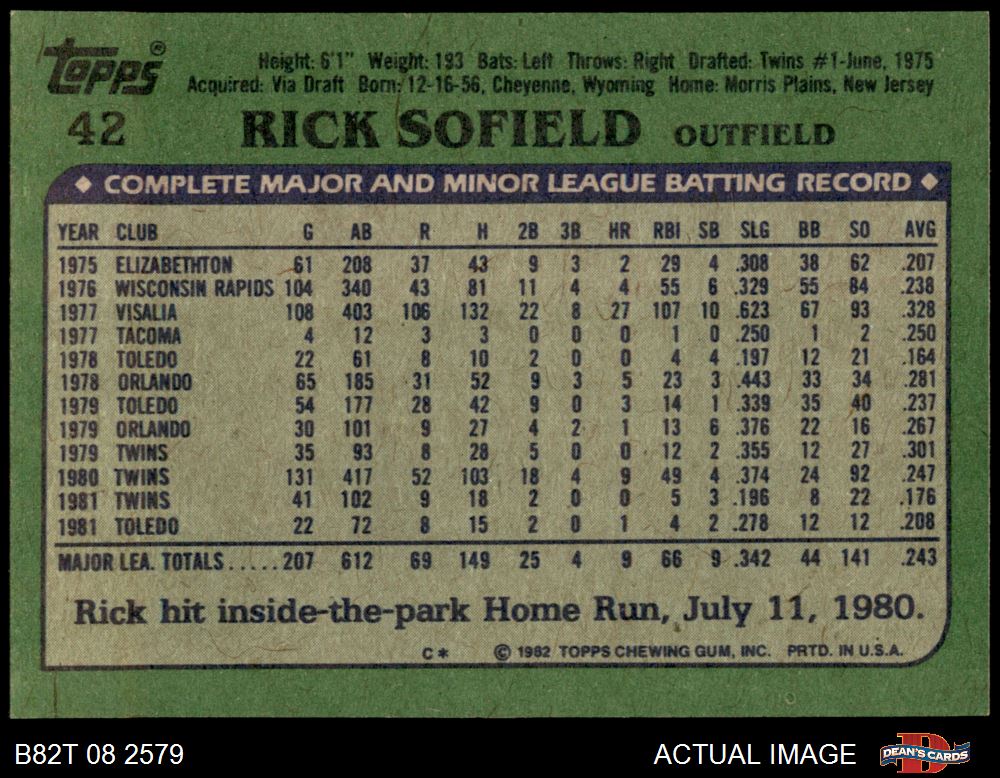 Topps®
Height: 6'1" Weight: 193 Bats: Left Throws: Right Drafted: Twins #1-June, 1975
Acquired: Via Draft Born: 12-16-56, Cheyenne, Wyoming Home: Morris Plains, New Jersey
42 RICK SOFIELD OUTFIELD
◆ COMPLETE MAJOR AND MINOR LEAGUE BATTING RECORD ◆
YEAR CLUB G AB R H 2B 3B HR RBI SB SLG BB SO AVG
1975 ELIZABETHTON 61 208 37 43 9 3 2 29 4 .308 38 62 .207
1976 WISCONSIN RAPIDS 104 340 43 81 11 4 4 55 6 .329 55 84 .238
1977 VISALIA 108 403 106 132 22 8 27 107 10 .623 67 93 .328
1977 TACOMA 4 12 3 3 0 0 0 1 0 .250 1 2 .250
1978 TOLEDO 22 61 8 10 2 0 0 4 4 .197 12 21 .164
1978 ORLANDO 65 185 31 52 9 3 5 23 3 .443 33 34 .281
1979 TOLEDO 54 177 28 42 9 0 3 14 1 .339 35 40 .237
1979 ORLANDO 30 101 9 27 4 2 1 13 6 .376 22 16 .267
1979 TWINS 35 93 8 28 5 0 0 12 2 .355 12 27 .301
1980 TWINS 131 417 52 103 18 4 9 49 4 .374 24 92 .247
1981 TWINS 41 102 9 18 2 0 0 5 3 .196 8 22 .176
1981 TOLEDO 22 72 8 15 2 0 1 4 2 .278 12 12 .208
MAJOR LEA. TOTALS.....207 612 69 149 25 4 9 66 9 .342 44 141 .243
Rick hit inside-the-park Home Run, July 11, 1980.
C* © 1982 TOPPS CHEWING GUM, INC. PRTD. IN U.S.A.
B82T 08 2579 ACTUAL IMAGE D DEAN'S CARDS